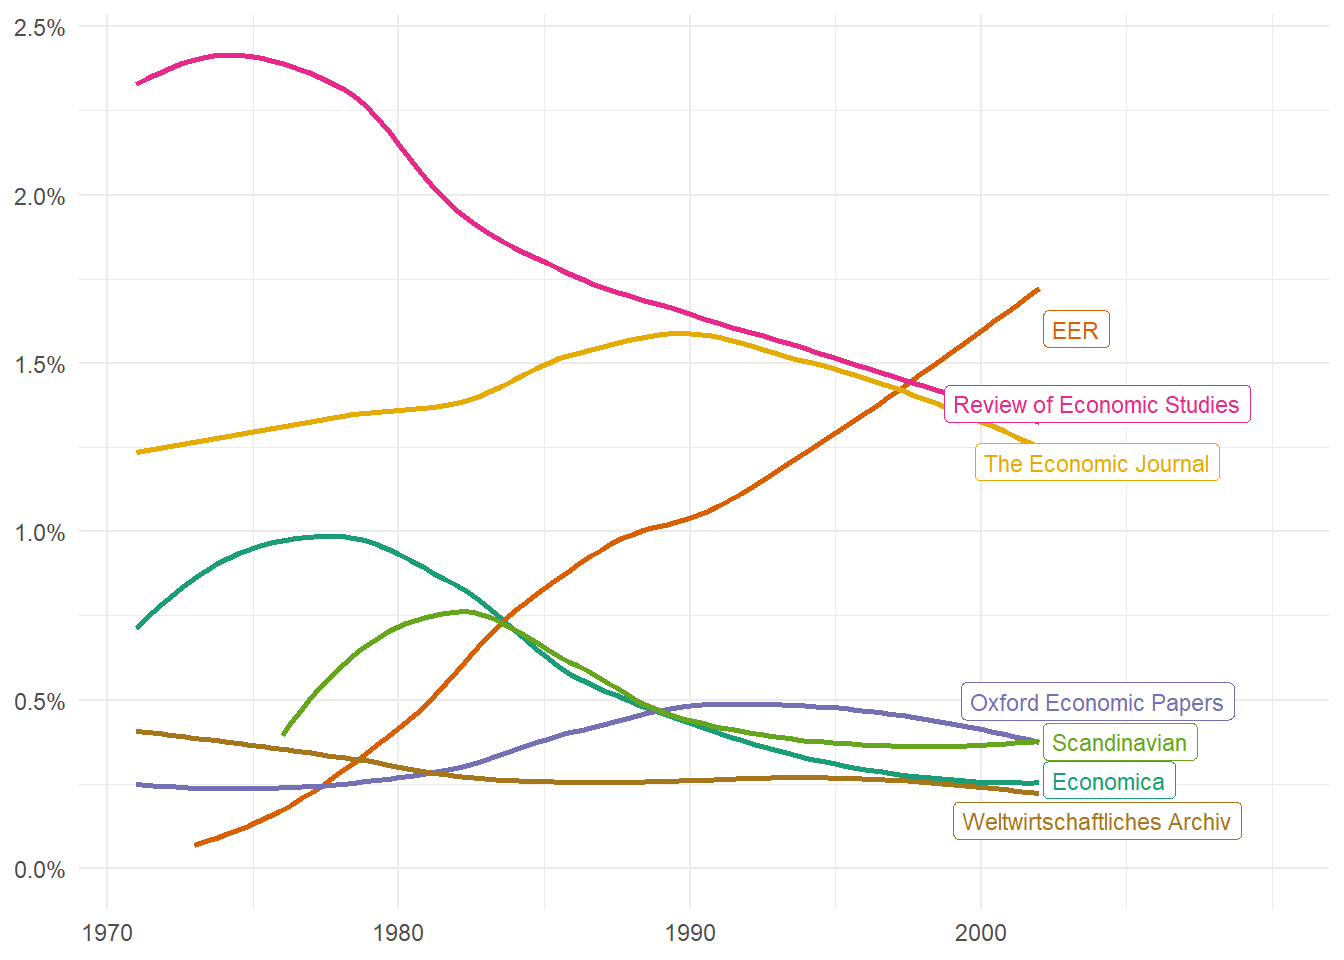 2.5%
2.0%
1.5%
1.0%
0.5%
0.0%
EER
Review of Economic Studies
The Economic Journal
Oxford Economic Papers
Scandinavian
Economica
Weltwirtschaftliches Archiv
1970
1980
1990
2000